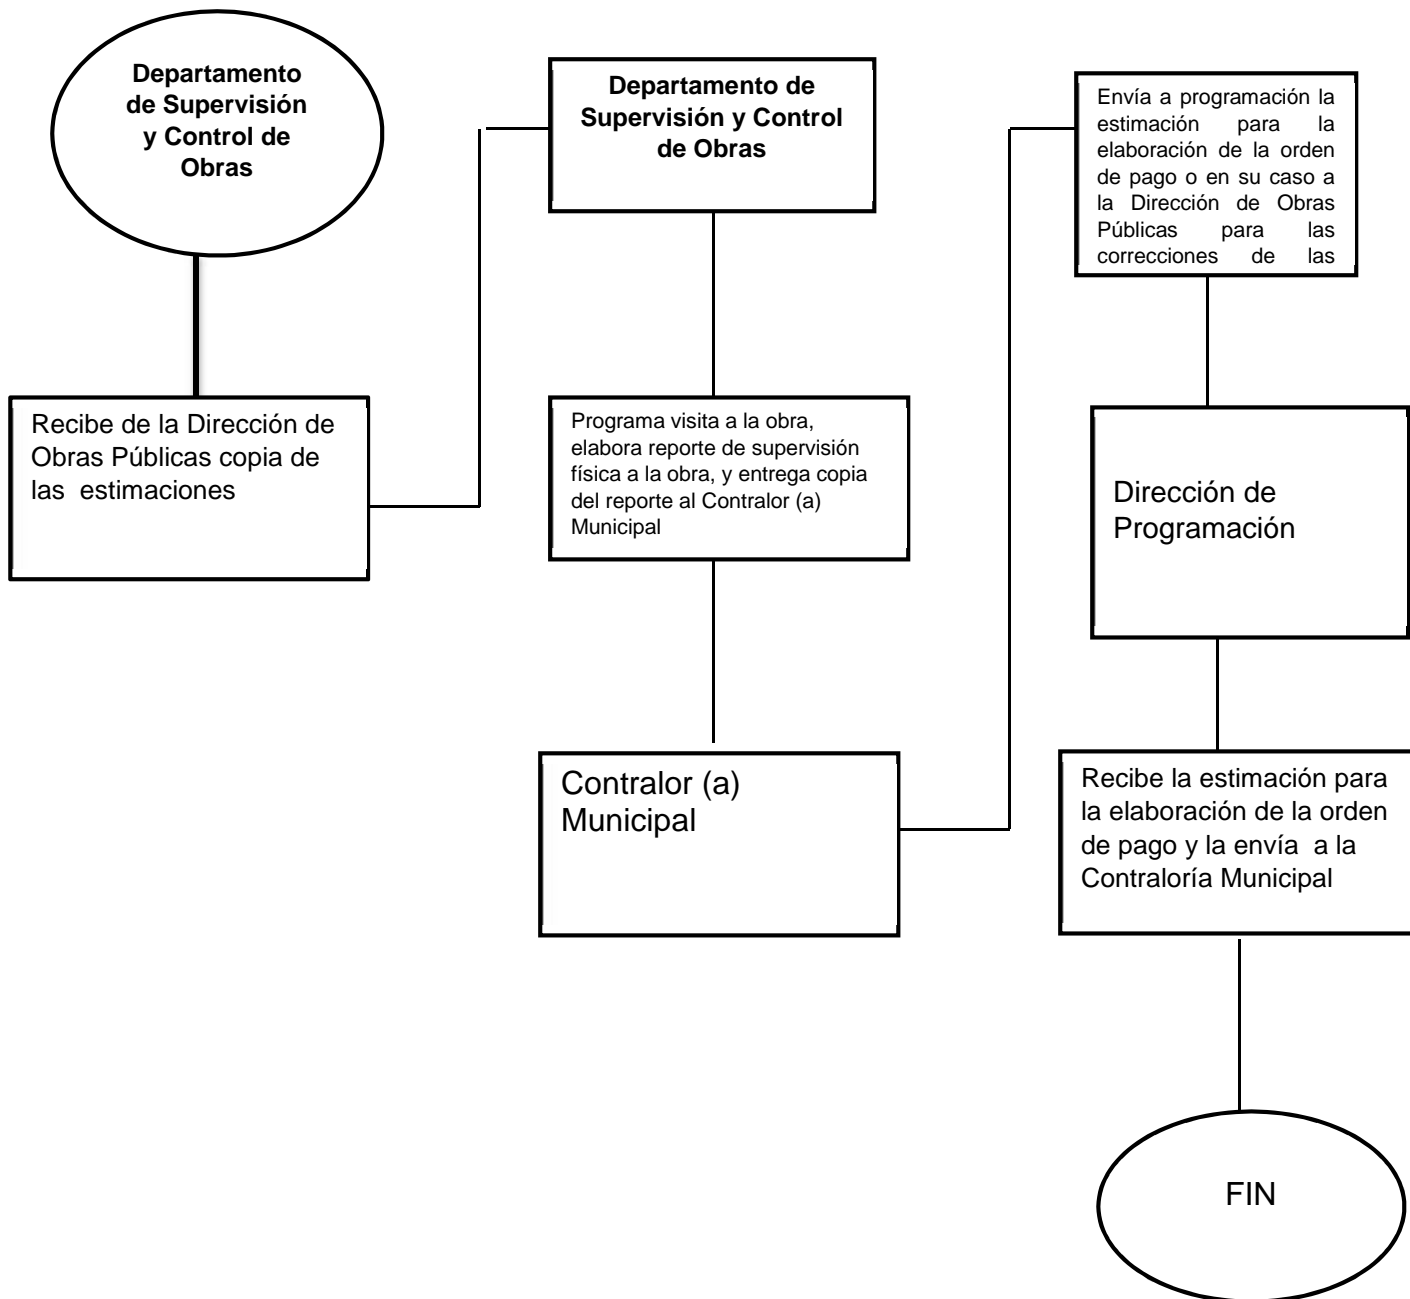 Departamento
de Supervisión
y Control de
Obras
Recibe de la Dirección de
Obras Públicas copia de
las estimaciones
Departamento de
Supervisión y Control
de Obras
Programa visita a la obra,
elabora reporte de supervisión
física a la obra, y entrega copia
del reporte al Contralor (a)
Municipal
Contralor (a)
Municipal
Envía a programación la
estimación para la
elaboración de la orden
de pago o en su caso a
la Dirección de Obras
Públicas para las
correcciones de las
Dirección de
Programación
Recibe la estimación para
la elaboración de la orden
de pago y la envía a la
Contraloría Municipal
FIN